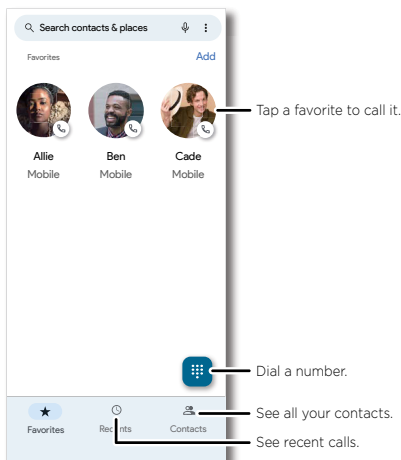 Search contacts & places
Favorites Add
Tap a favorite to call it.
Allie Ben Cade
Mobile Mobile Mobile
Dial a number.
See all your contacts.
Favorites Recents Contacts
See recent calls.